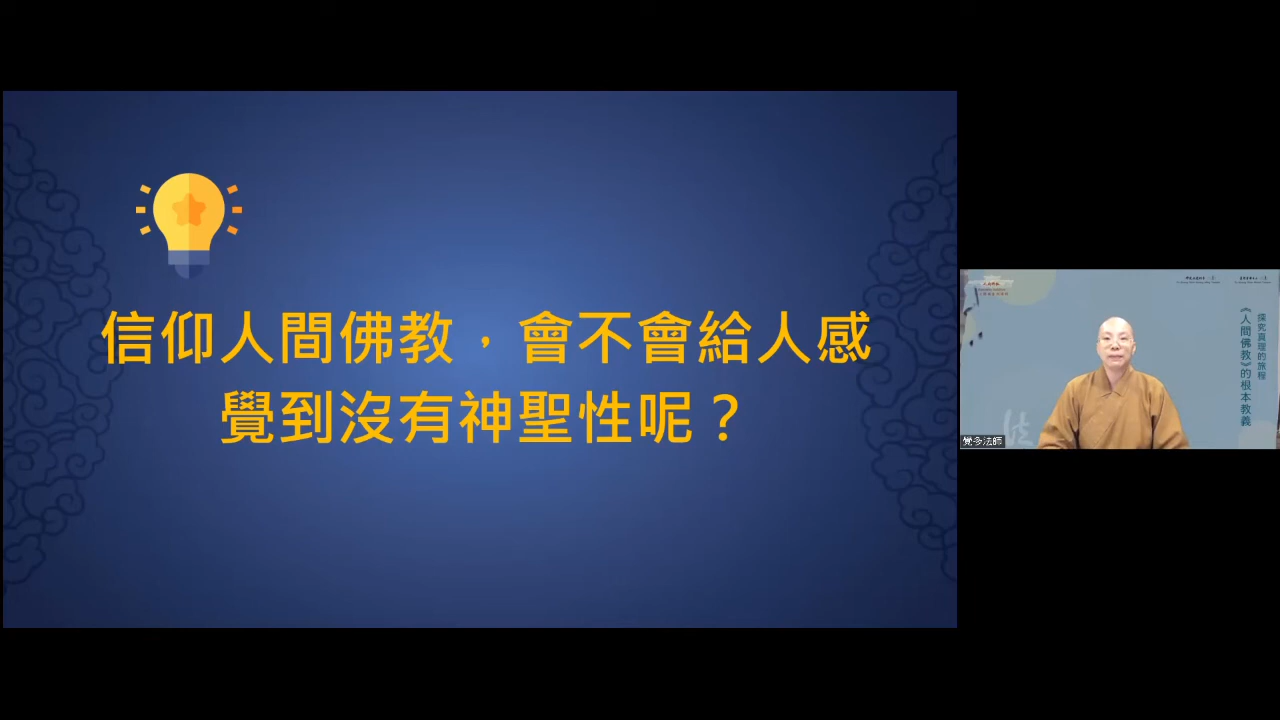 信仰人間佛教，會不會給人感
覺到沒有神聖性呢？
探究真理的旅程
《人間佛教》的根本教義
覺多法師